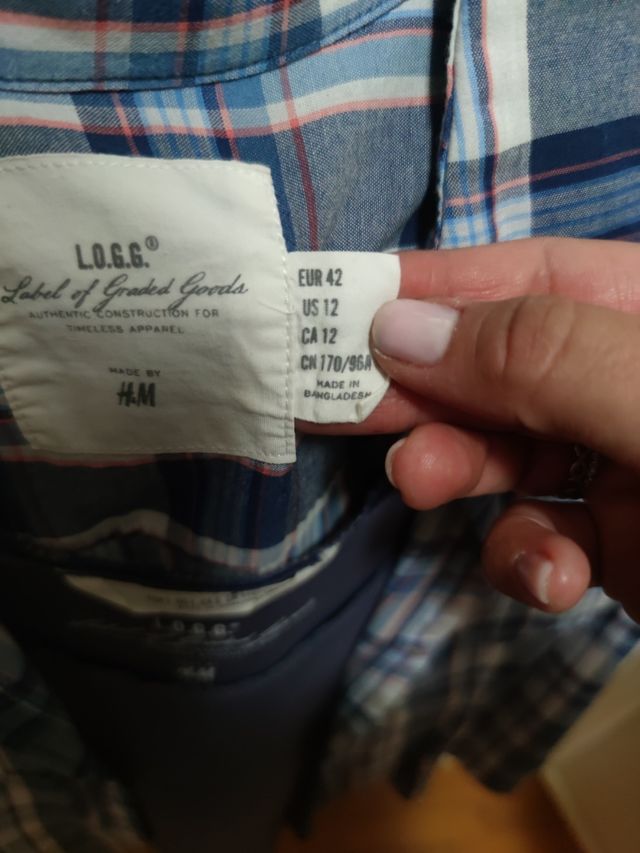 L.O.G.G.®
Label of Graded Goods
AUTHENTIC CONSTRUCTION FOR
TIMELESS APPAREL
MADE BY
H&M
EUR 42
US 12
CA 12
CN 170/96A
MADE IN
BANGLADESH
L.O.G.G.
H&M